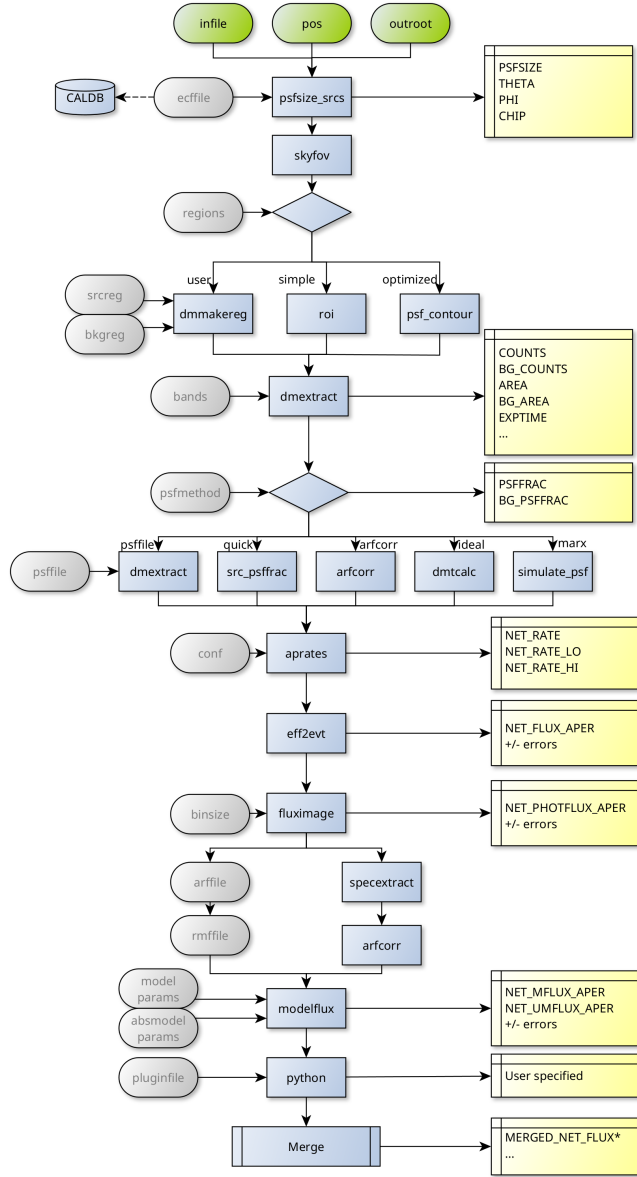 infile
pos
outroot
CALDB
ecffile
psfsize_srcs
PSFSIZE
THETA
PHI
CHIP
skyfov
regions
user
simple
optimized
srcreg
bkgreg
dmmakereg
roi
psf_contour
bands
dmextract
COUNTS
BG_COUNTS
AREA
BG_AREA
EXPTIME
...
psfmethod
PSFFRAC
BG_PSFFRAC
psffile
quick
arfcorr
ideal
marx
psffile
dmextract
src_psffrac
arfcorr
dmtcalc
simulate_psf
conf
aprates
NET_RATE
NET_RATE_LO
NET_RATE_HI
eff2evt
NET_FLUX_APER
+/- errors
binsize
fluximage
NET_PHOTFLUX_APER
+/- errors
arffile
specextract
rmffile
arfcorr
model
params
absmodel
params
modelflux
NET_MFLUX_APER
NET_UMFLUX_APER
+/- errors
pluginfile
python
User specified
Merge
MERGED_NET_FLUX*
...